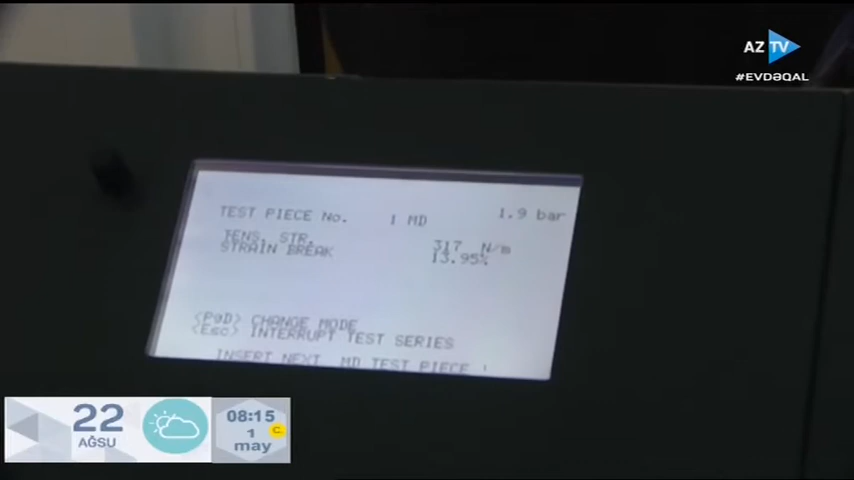 AZ TV
#EVDƏQAL
TEST PIECE No. 1 MD 1.9 bar
TENS. STR. 317 N/m
STRAIN BREAK 13.95%
<PØD> CHANGE MODE
<Esc> INTERRUPT TEST SERIES
INSERT NEXT MD TEST PIECE !
22
AĞSU
08:15
1
may
C.